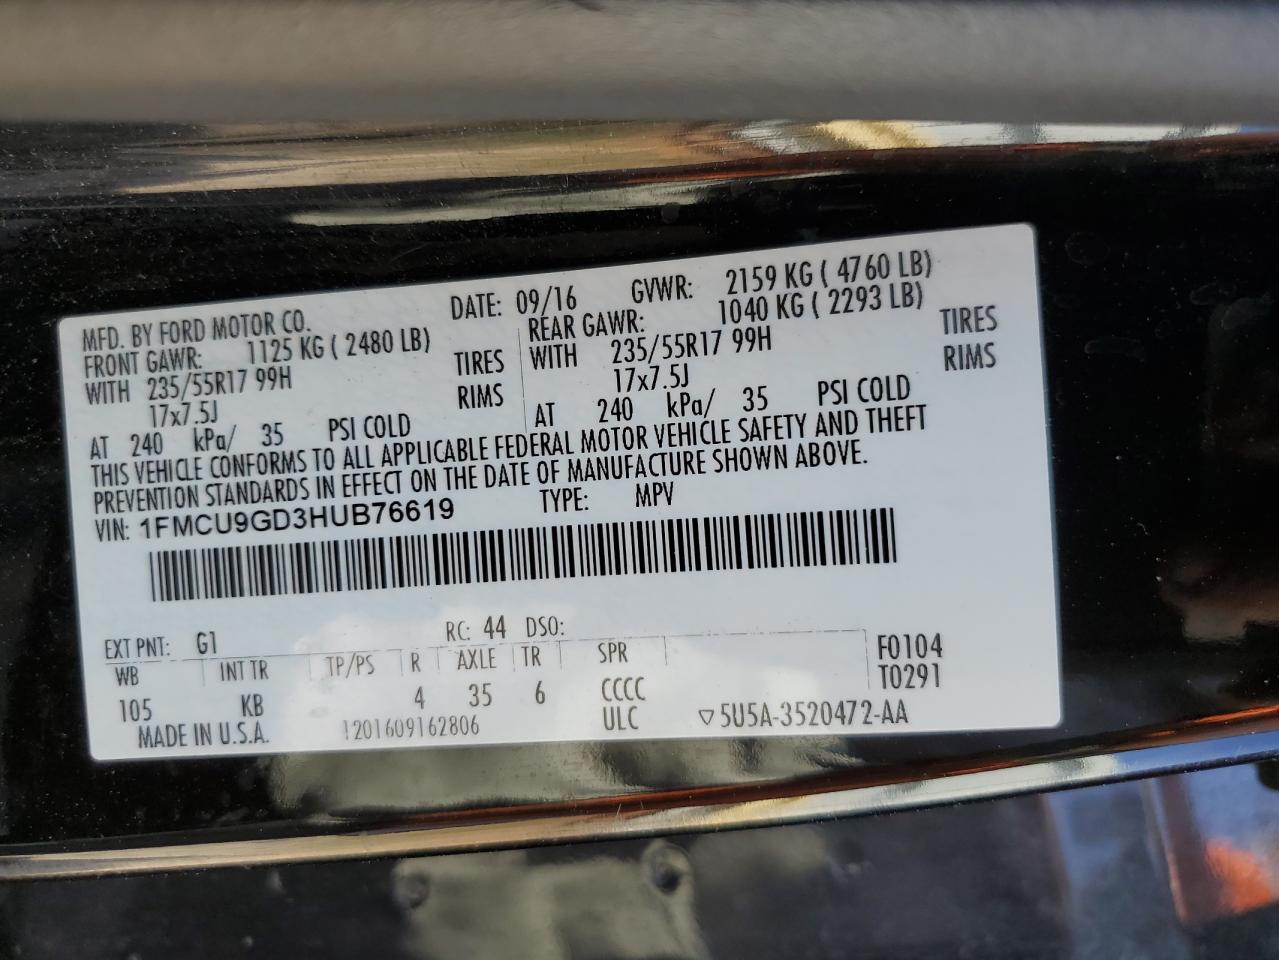 MFD. BY FORD MOTOR CO. DATE: 09/16 GVWR: 2159 KG ( 4760 LB)
FRONT GAWR: 1125 KG ( 2480 LB) REAR GAWR: 1040 KG ( 2293 LB)
WITH 235/55R17 99H TIRES WITH 235/55R17 99H TIRES
17x7.5J RIMS 17x7.5J RIMS
AT 240 kPa/ 35 PSI COLD AT 240 kPa/ 35 PSI COLD
THIS VEHICLE CONFORMS TO ALL APPLICABLE FEDERAL MOTOR VEHICLE SAFETY AND THEFT
PREVENTION STANDARDS IN EFFECT ON THE DATE OF MANUFACTURE SHOWN ABOVE.
VIN: 1FMCU9GD3HUB76619 TYPE: MPV
EXT PNT: G1 RC: 44 DSO:
WB INT TR TP/PS R AXLE TR SPR F0104
105 KB 4 35 6 CCCC T0291
MADE IN U.S.A. 1201609162806 ULC ▽5U5A-3520472-AA